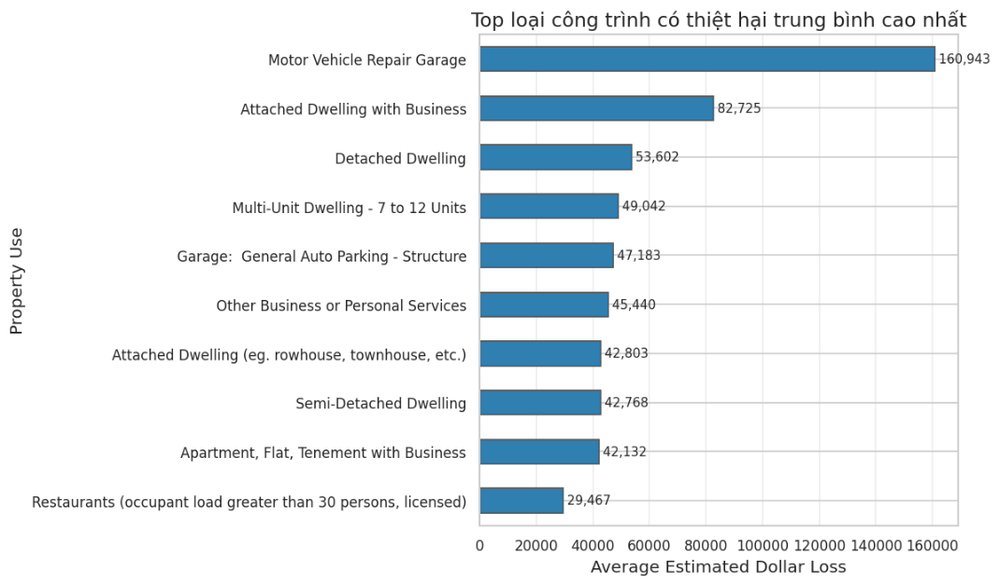 Top loại công trình có thiệt hại trung bình cao nhất
Property Use
Motor Vehicle Repair Garage 160,943
Attached Dwelling with Business 82,725
Detached Dwelling 53,602
Multi-Unit Dwelling - 7 to 12 Units 49,042
Garage:  General Auto Parking - Structure 47,183
Other Business or Personal Services 45,440
Attached Dwelling (eg. rowhouse, townhouse, etc.) 42,803
Semi-Detached Dwelling 42,768
Apartment, Flat, Tenement with Business 42,132
Restaurants (occupant load greater than 30 persons, licensed) 29,467
0 20000 40000 60000 80000 100000 120000 140000 160000
Average Estimated Dollar Loss